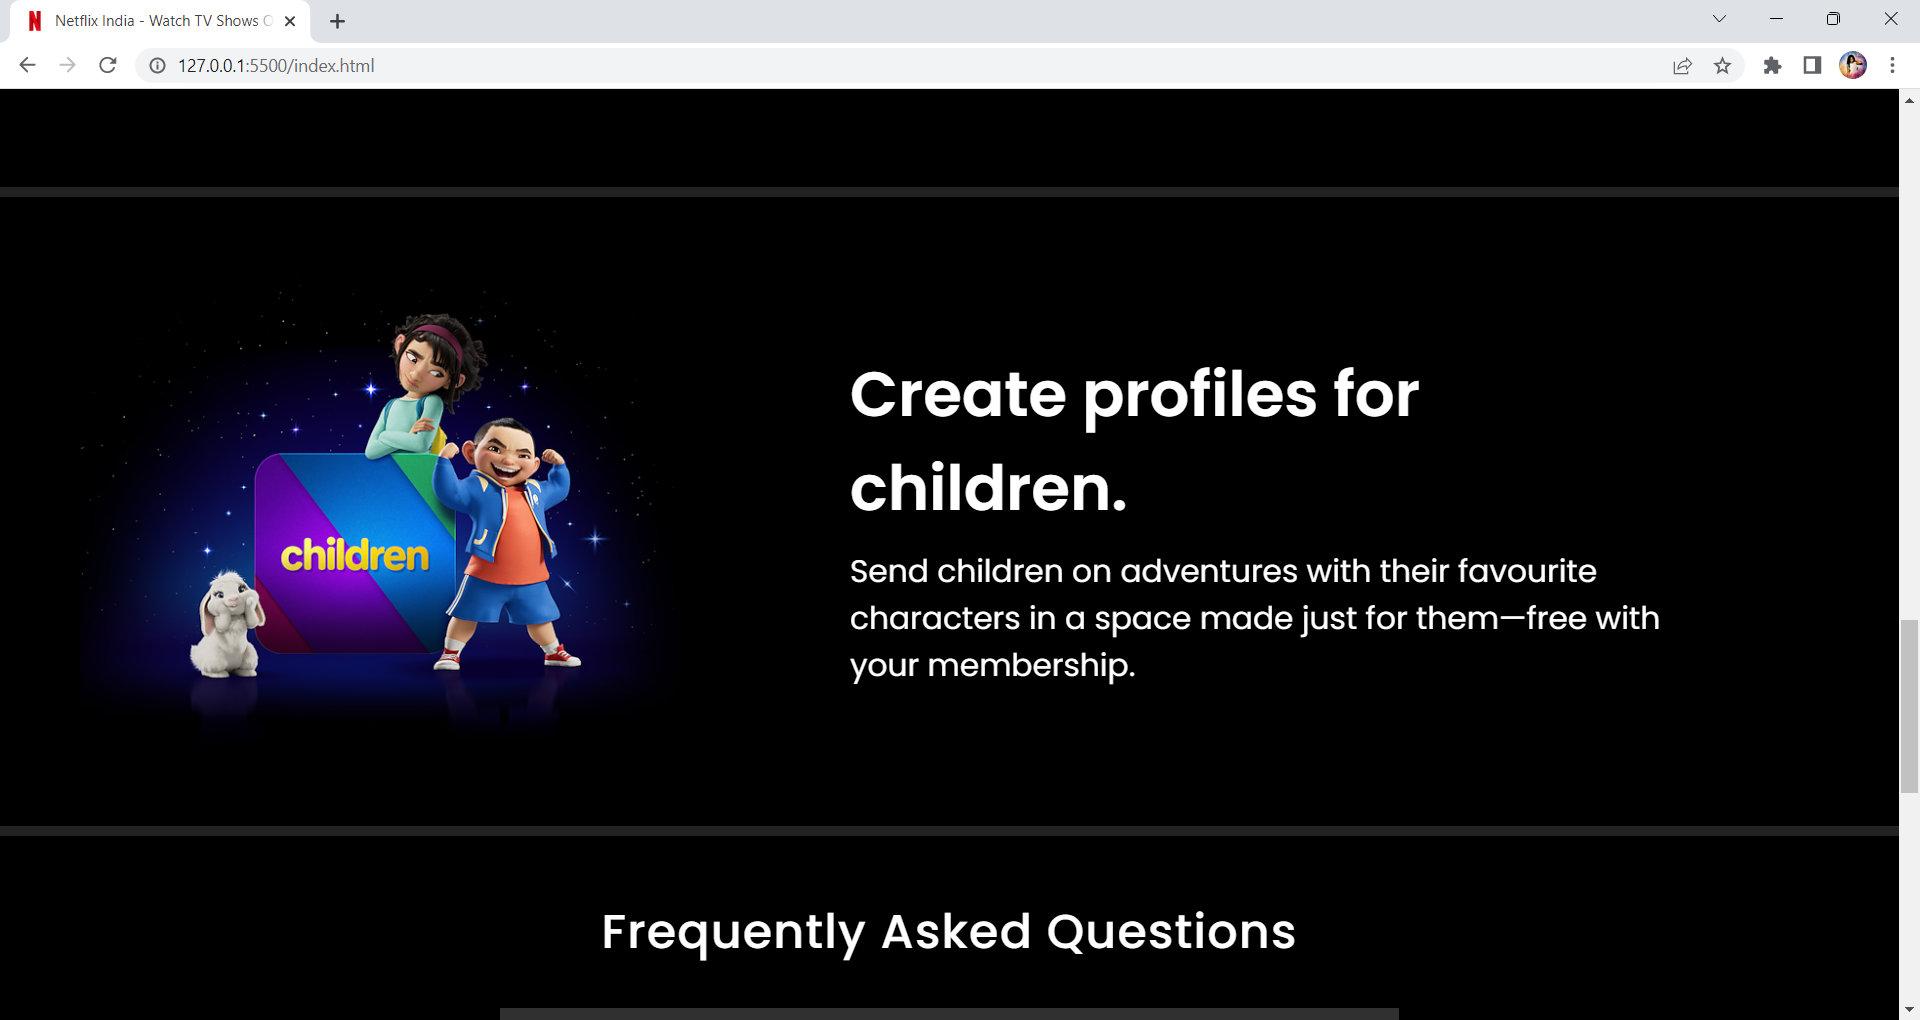 Netflix India - Watch TV Shows O
127.0.0.1:5500/index.html
Create profiles for
children.
children
Send children on adventures with their favourite
characters in a space made just for them—free with
your membership.
Frequently Asked Questions